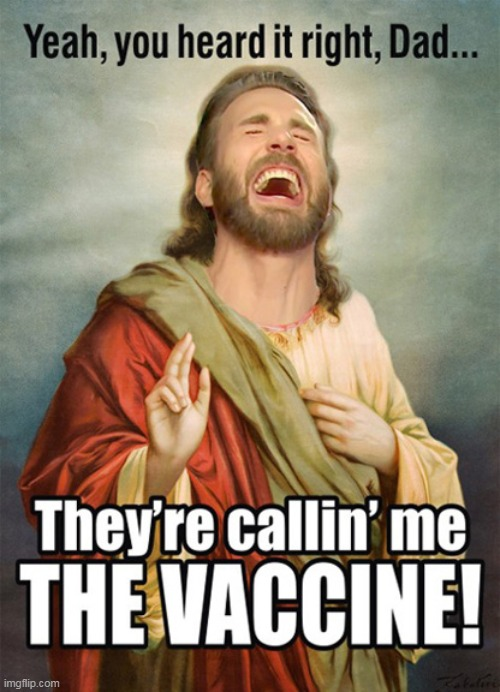 Yeah, you heard it right, Dad...
They're callin' me
THE VACCINE!
imgflip.com